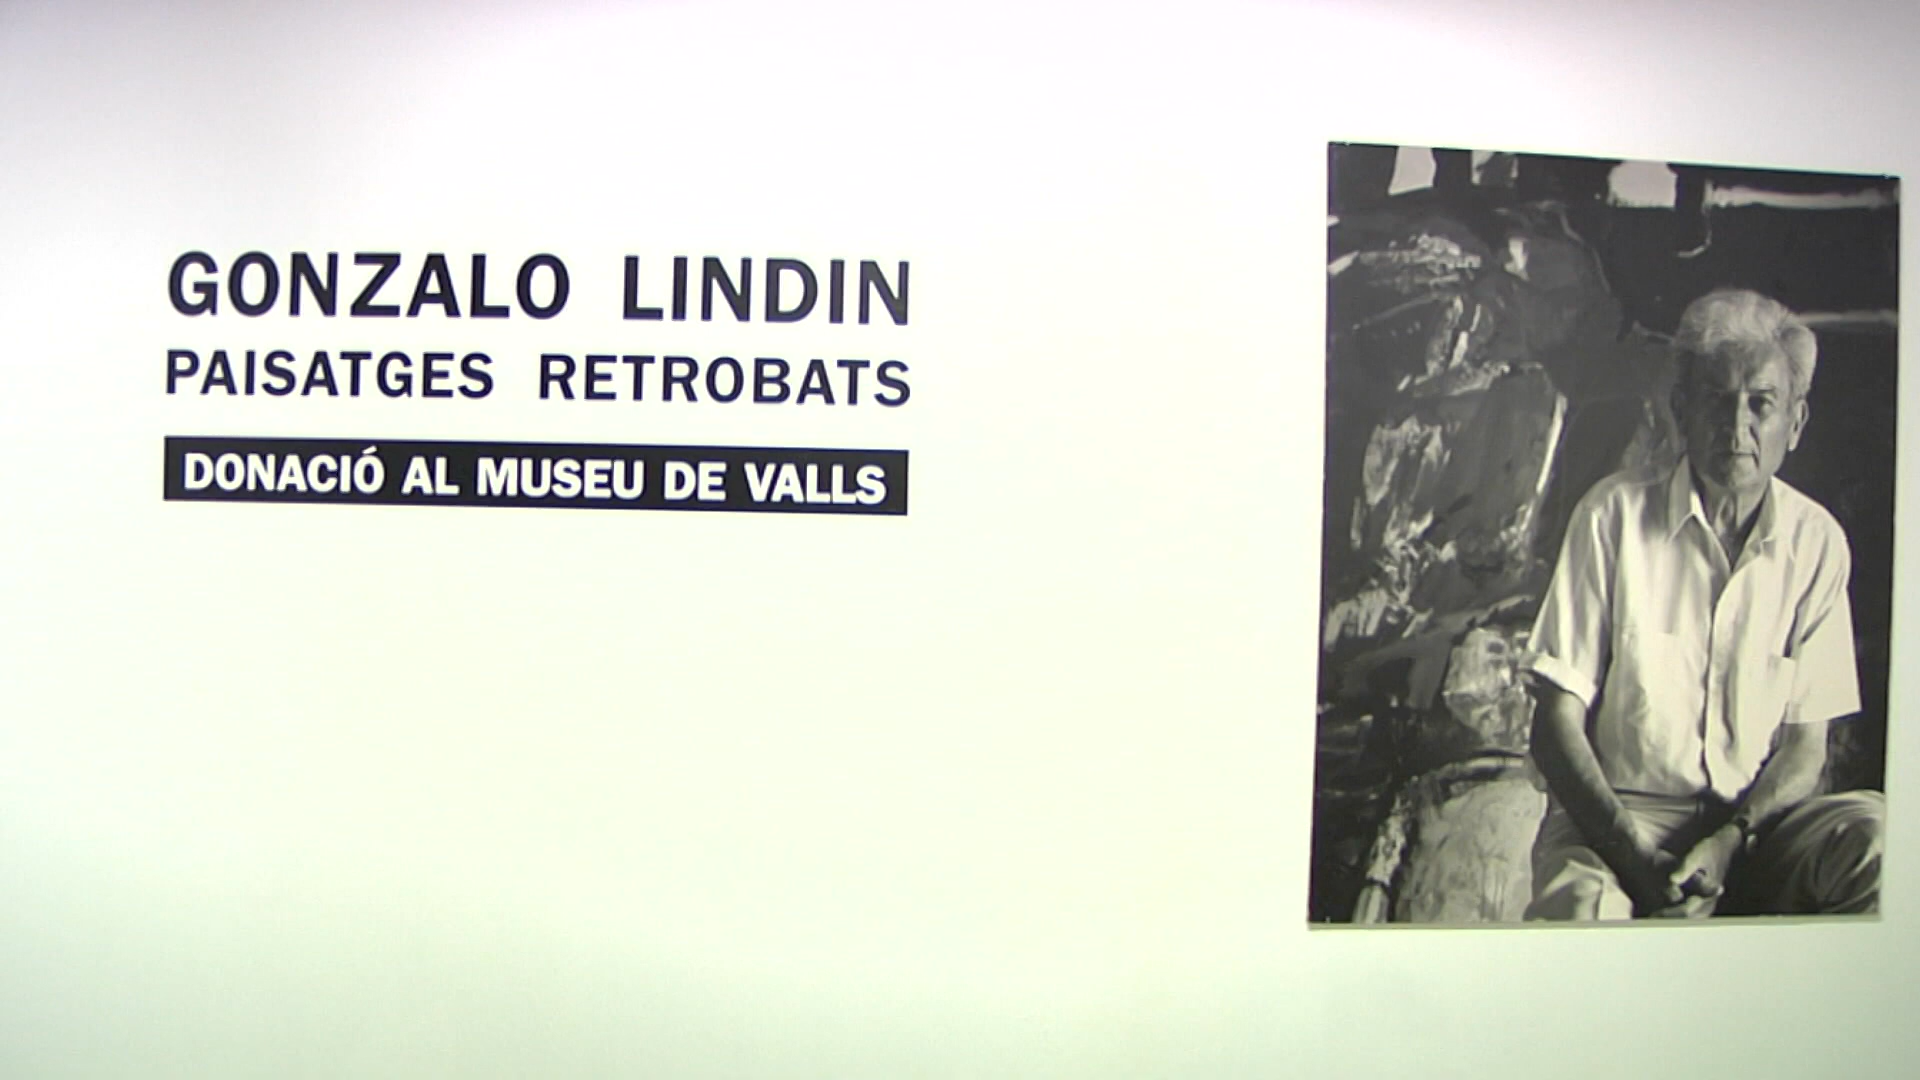 GONZALO LINDIN
PAISATGES RETROBATS
DONACIÓ AL MUSEU DE VALLS